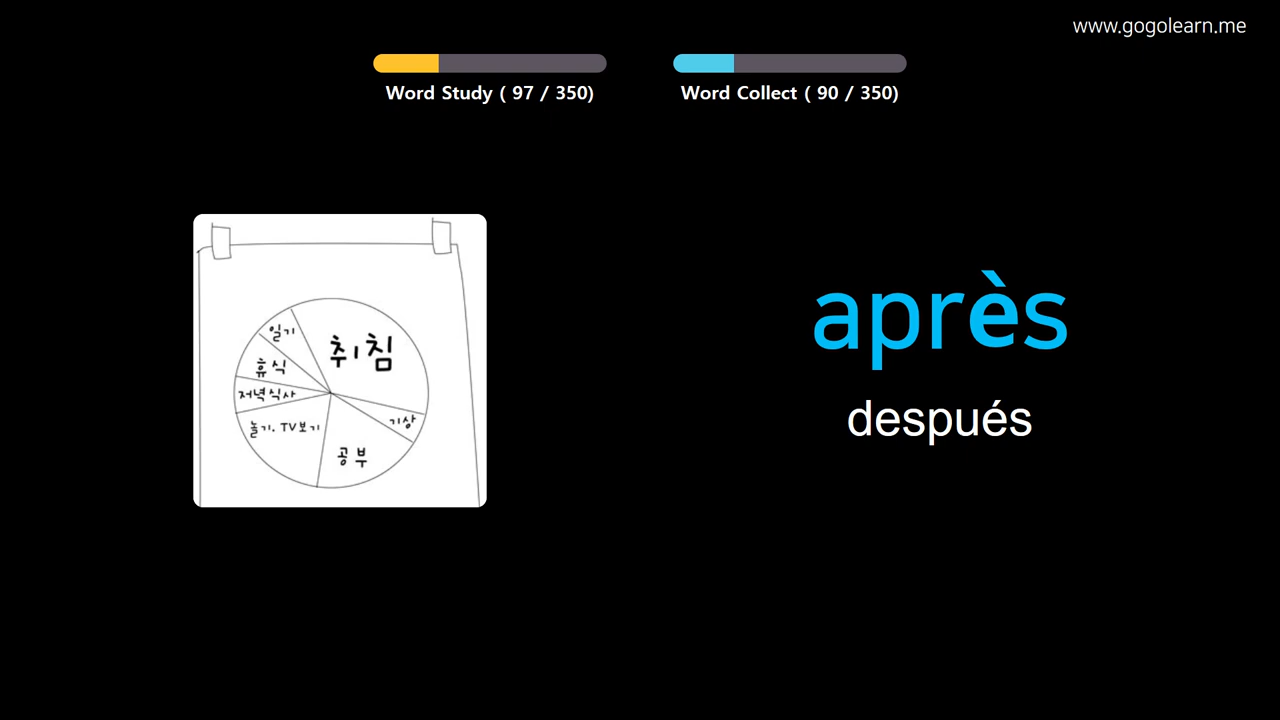 www.gogolearn.me
Word Study ( 97 / 350)
Word Collect ( 90 / 350)
일기
취침
휴식
저녁식사
기상
놀기. TV보기
공부
après
después